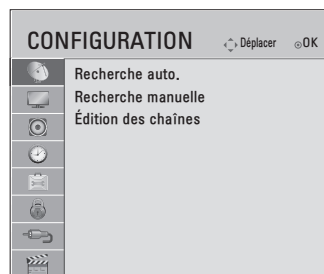 CONFIGURATION Déplacer OK
Recherche auto.
Recherche manuelle
Édition des chaînes